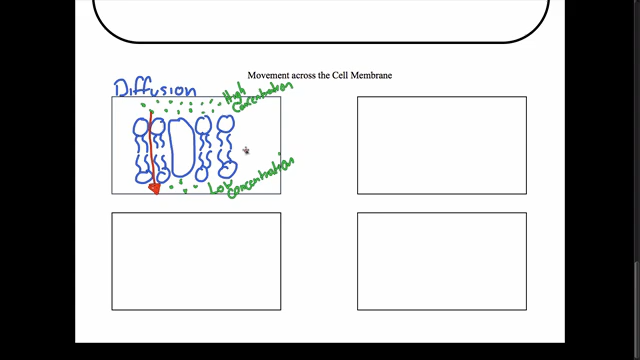 Movement across the Cell Membrane
Diffusion
High
Concentration
Low
Concentration